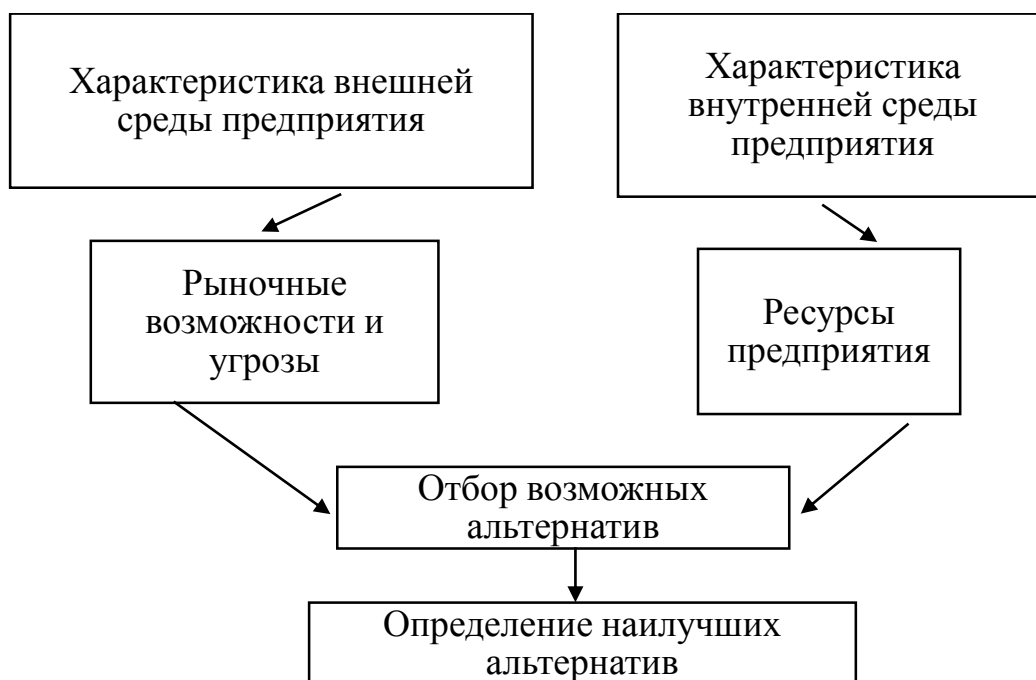 Характеристика внешней
среды предприятия
Характеристика
внутренней среды
предприятия
Рыночные
возможности и
угрозы
Ресурсы
предприятия
Отбор возможных
альтернатив
Определение наилучших
альтернатив